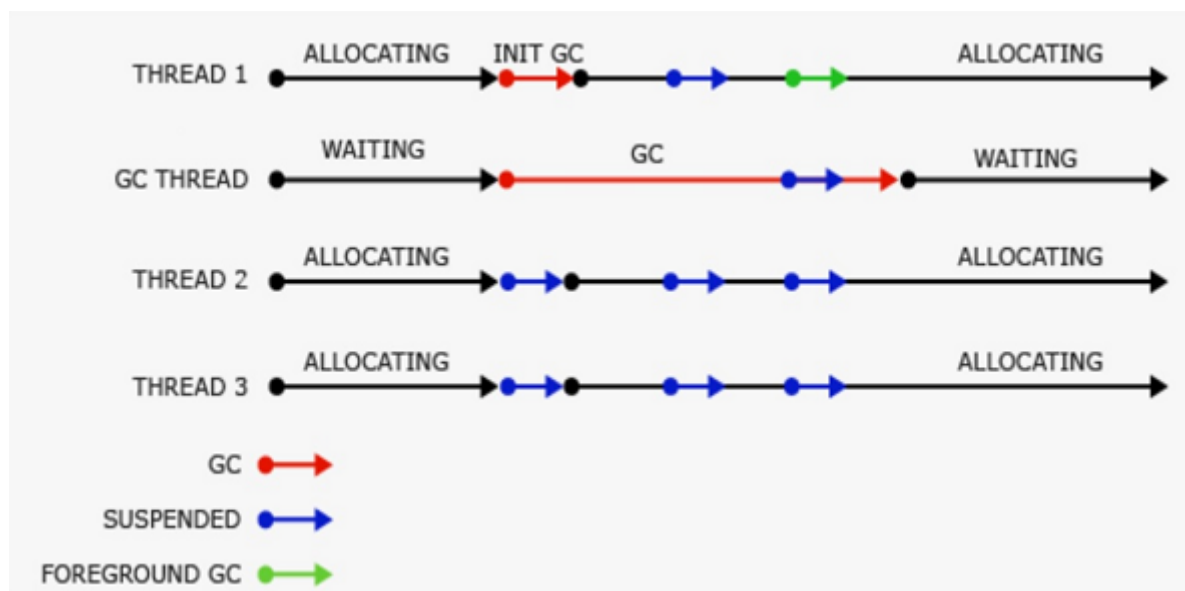 ALLOCATING INIT GC ALLOCATING
THREAD 1
WAITING GC WAITING
GC THREAD
ALLOCATING ALLOCATING
THREAD 2
ALLOCATING ALLOCATING
THREAD 3
GC
SUSPENDED
FOREGROUND GC